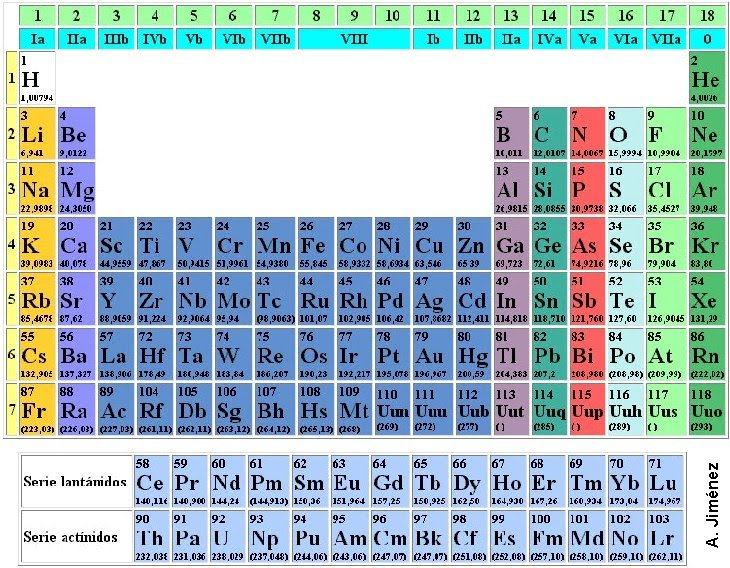 1 2 3 4 5 6 7 8 9 10 11 12 13 14 15 16 17 18
Ia IIa IIIb IVb Vb VIb VIIb VIII Ib IIb IIa IVa Va VIa VIIa 0
1 2
1 H He
1,00794 4,0026
3 4 5 6 7 8 9 10
2 Li Be B C N O F Ne
6,941 9,0122 10,811 12,0107 14,0067 15,9994 18,9984 20,1797
11 12 13 14 15 16 17 18
3 Na Mg Al Si P S Cl Ar
22,9898 24,3050 26,9815 28,0855 30,9738 32,066 35,4527 39,948
19 20 21 22 23 24 25 26 27 28 29 30 31 32 33 34 35 36
4 K Ca Sc Ti V Cr Mn Fe Co Ni Cu Zn Ga Ge As Se Br Kr
39,0983 40,078 44,9559 47,867 50,9415 51,9961 54,9380 55,845 58,9332 58,6934 63,546 65,39 69,723 72,61 74,9216 78,96 79,904 83,80
37 38 39 40 41 42 43 44 45 46 47 48 49 50 51 52 53 54
5 Rb Sr Y Zr Nb Mo Tc Ru Rh Pd Ag Cd In Sn Sb Te I Xe
85,4678 87,62 88,9059 91,224 92,9064 95,94 (98,9063) 101,07 102,905 106,42 107,8682 112,411 114,818 118,710 121,760 127,60 126,9045 131,29
55 56 57 72 73 74 75 76 77 78 79 80 81 82 83 84 85 86
6 Cs Ba La Hf Ta W Re Os Ir Pt Au Hg Tl Pb Bi Po At Rn
132,905 137,327 138,906 178,49 180,948 183,84 186,207 190,23 192,217 195,078 196,967 200,59 204,383 207,2 208,980 (208,98) (209,99) (222,02)
87 88 89 104 105 106 107 108 109 110 111 112 113 114 115 116 117 118
7 Fr Ra Ac Rf Db Sg Bh Hs Mt Uun Uuu Uub Uut Uuq Uup Uuh Uus Uuo
(223,03) (226,03) (227,03) (261,11) (262,11) (263,12) (264,12) (265,13) (268) (269) (272) (277) () (285) () (289) () (293)
58 59 60 61 62 63 64 65 66 67 68 69 70 71
Serie lantánidos Ce Pr Nd Pm Sm Eu Gd Tb Dy Ho Er Tm Yb Lu
140,116 140,908 144,24 (144,913) 150,36 151,964 157,25 158,925 162,50 164,930 167,26 168,934 173,04 174,967
90 91 92 93 94 95 96 97 98 99 100 101 102 103
Serie actínidos Th Pa U Np Pu Am Cm Bk Cf Es Fm Md No Lr
232,038 231,036 238,029 (237,048) (244,06) (243,06) (247,07) (247,07) (251,08) (252,08) (257,10) (258,10) (259,10) (262,11)
A. Jiménez